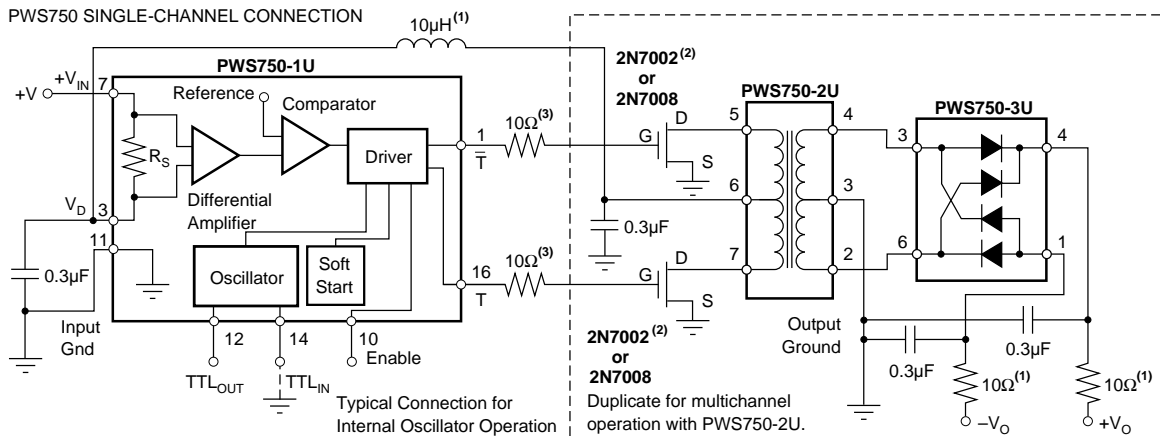 PWS750 SINGLE-CHANNEL CONNECTION
10µH(1)
PWS750-1U
+VIN
7
+V
Reference
Comparator
RS
Differential
Amplifier
Driver
1
T̅
10Ω(3)
VD
3
11
0.3µF
Input
Gnd
Oscillator
Soft
Start
16
T
10Ω(3)
12
14
10
Enable
TTLOUT
TTLIN
Typical Connection for
Internal Oscillator Operation
2N7002(2)
or
2N7008
G
D
S
0.3µF
G
D
S
2N7002(2)
or
2N7008
Duplicate for multichannel
operation with PWS750-2U.
PWS750-2U
5
6
7
4
3
2
PWS750-3U
3
6
4
1
Output
Ground
0.3µF
0.3µF
10Ω(1)
10Ω(1)
–VO
+VO